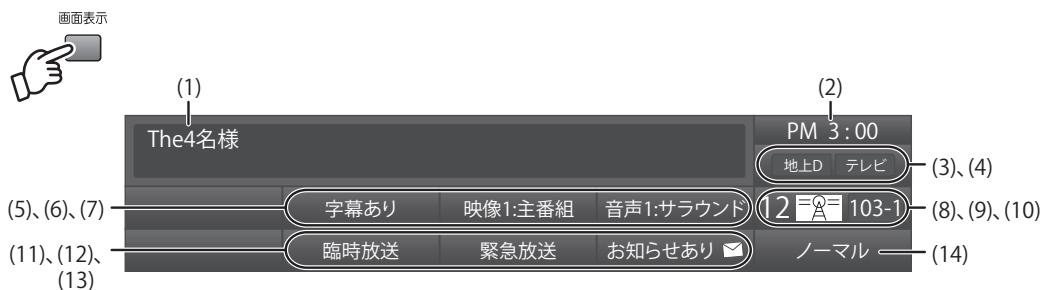 画面表示
(1)
(2)
The4名様
PM 3:00
地上D テレビ
(3)、(4)
(5)、(6)、(7)
字幕あり 映像1:主番組 音声1:サラウンド
12 103-1
(8)、(9)、(10)
(11)、(12)、
(13)
臨時放送 緊急放送 お知らせあり
ノーマル
(14)